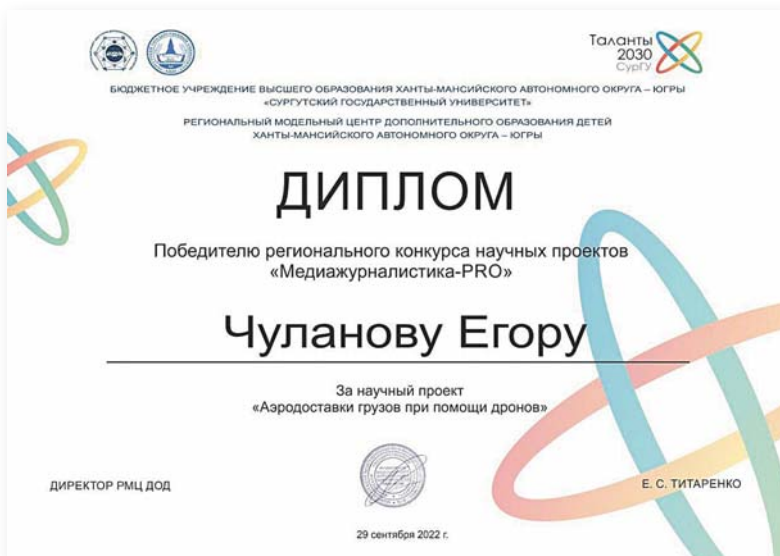 Таланты
2030
СурГУ
БЮДЖЕТНОЕ УЧРЕЖДЕНИЕ ВЫСШЕГО ОБРАЗОВАНИЯ ХАНТЫ-МАНСИЙСКОГО АВТОНОМНОГО ОКРУГА – ЮГРЫ
«СУРГУТСКИЙ ГОСУДАРСТВЕННЫЙ УНИВЕРСИТЕТ»
РЕГИОНАЛЬНЫЙ МОДЕЛЬНЫЙ ЦЕНТР ДОПОЛНИТЕЛЬНОГО ОБРАЗОВАНИЯ ДЕТЕЙ
ХАНТЫ-МАНСИЙСКОГО АВТОНОМНОГО ОКРУГА – ЮГРЫ
ДИПЛОМ
Победителю регионального конкурса научных проектов
«Медиажурналистика-PRO»
Чуланову Егору
За научный проект
«Аэродоставки грузов при помощи дронов»
ДИРЕКТОР РМЦ ДОД
Е. С. ТИТАРЕНКО
29 сентября 2022 г.